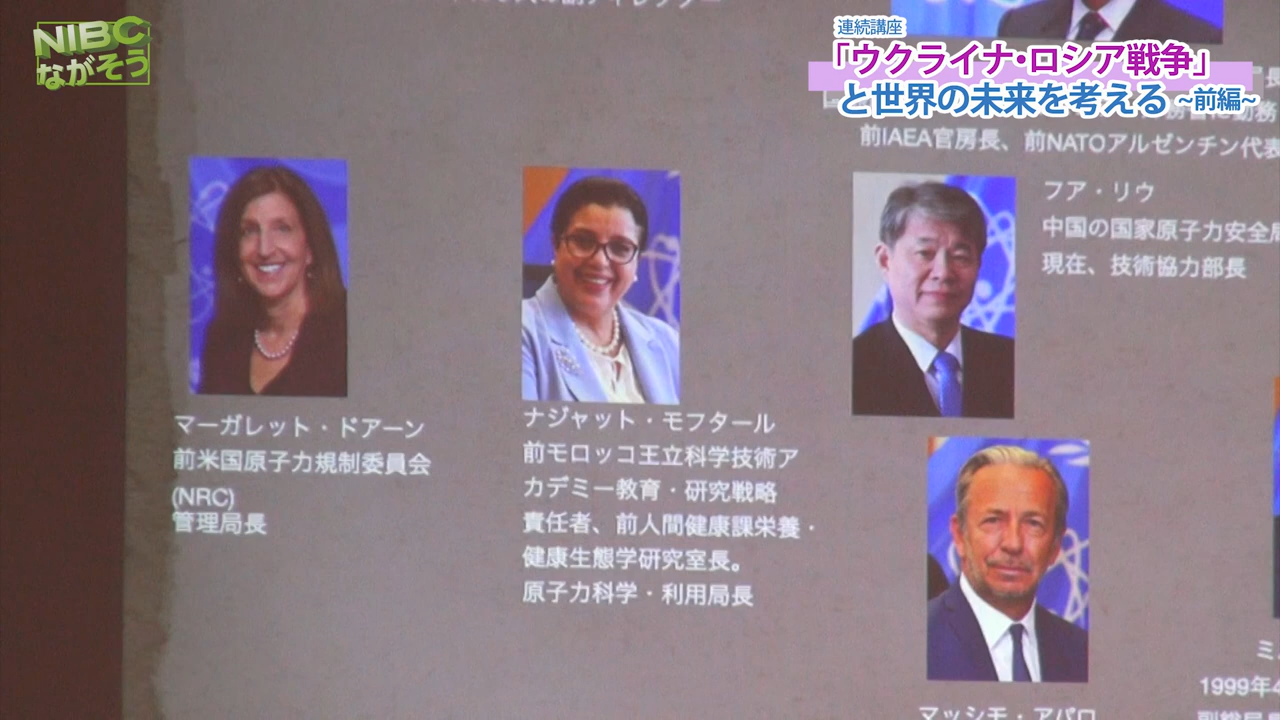 NIBC
ながそう
連続講座
「ウクライナ・ロシア戦争」
と世界の未来を考える ~前編~
前IAEA官房長、前NATOアルゼンチン代表
フア・リウ
中国の国家原子力安全局
現在、技術協力部長
マーガレット・ドアーン
前米国原子力規制委員会
(NRC)
管理局長
ナジャット・モフタール
前モロッコ王立科学技術ア
カデミー教育・研究戦略
責任者、前人間健康課栄養・
健康生態学研究室長。
原子力科学・利用局長
マッシモ・アパロ
1999年